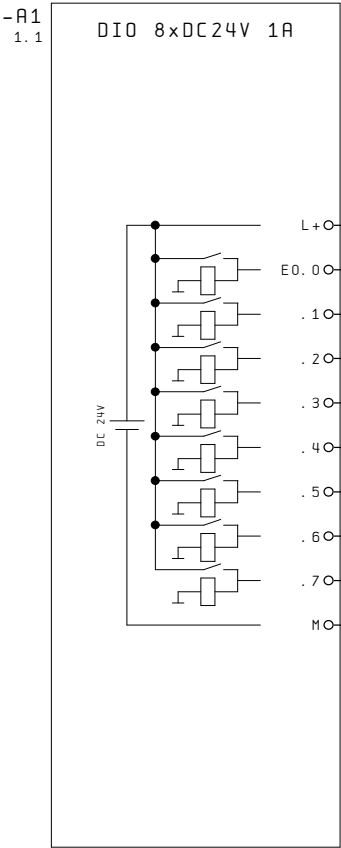 -A1
1.1
DIO 8xDC24V 1A
L+
E0.0
.1
.2
.3
DC 24V
.4
.5
.6
.7
M